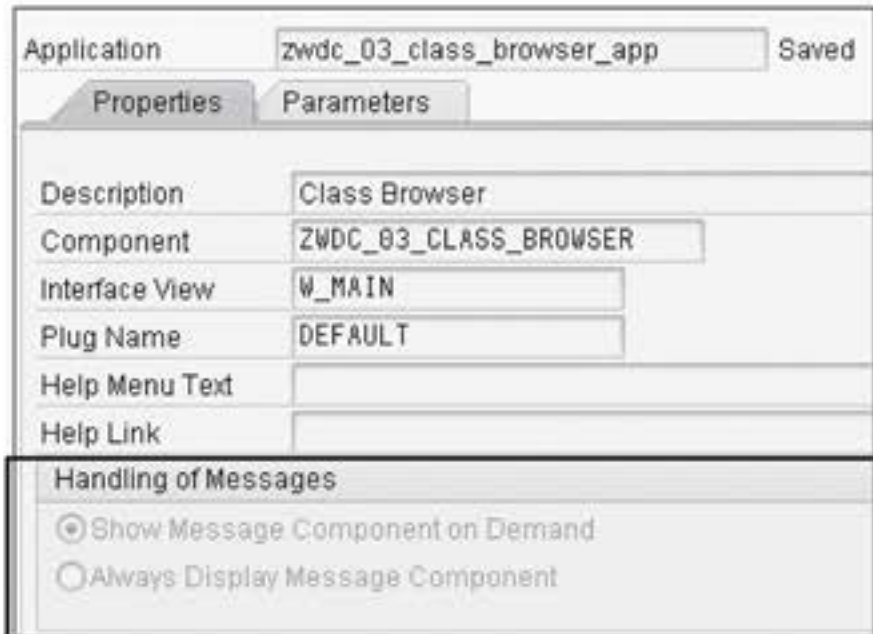 Application zwdc_03_class_browser_app Saved
Properties Parameters
Description Class Browser
Component ZWDC_03_CLASS_BROWSER
Interface View W_MAIN
Plug Name DEFAULT
Help Menu Text
Help Link
Handling of Messages
Show Message Component on Demand
Always Display Message Component